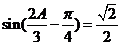 sin(2A/3 − π/4) = √2/2